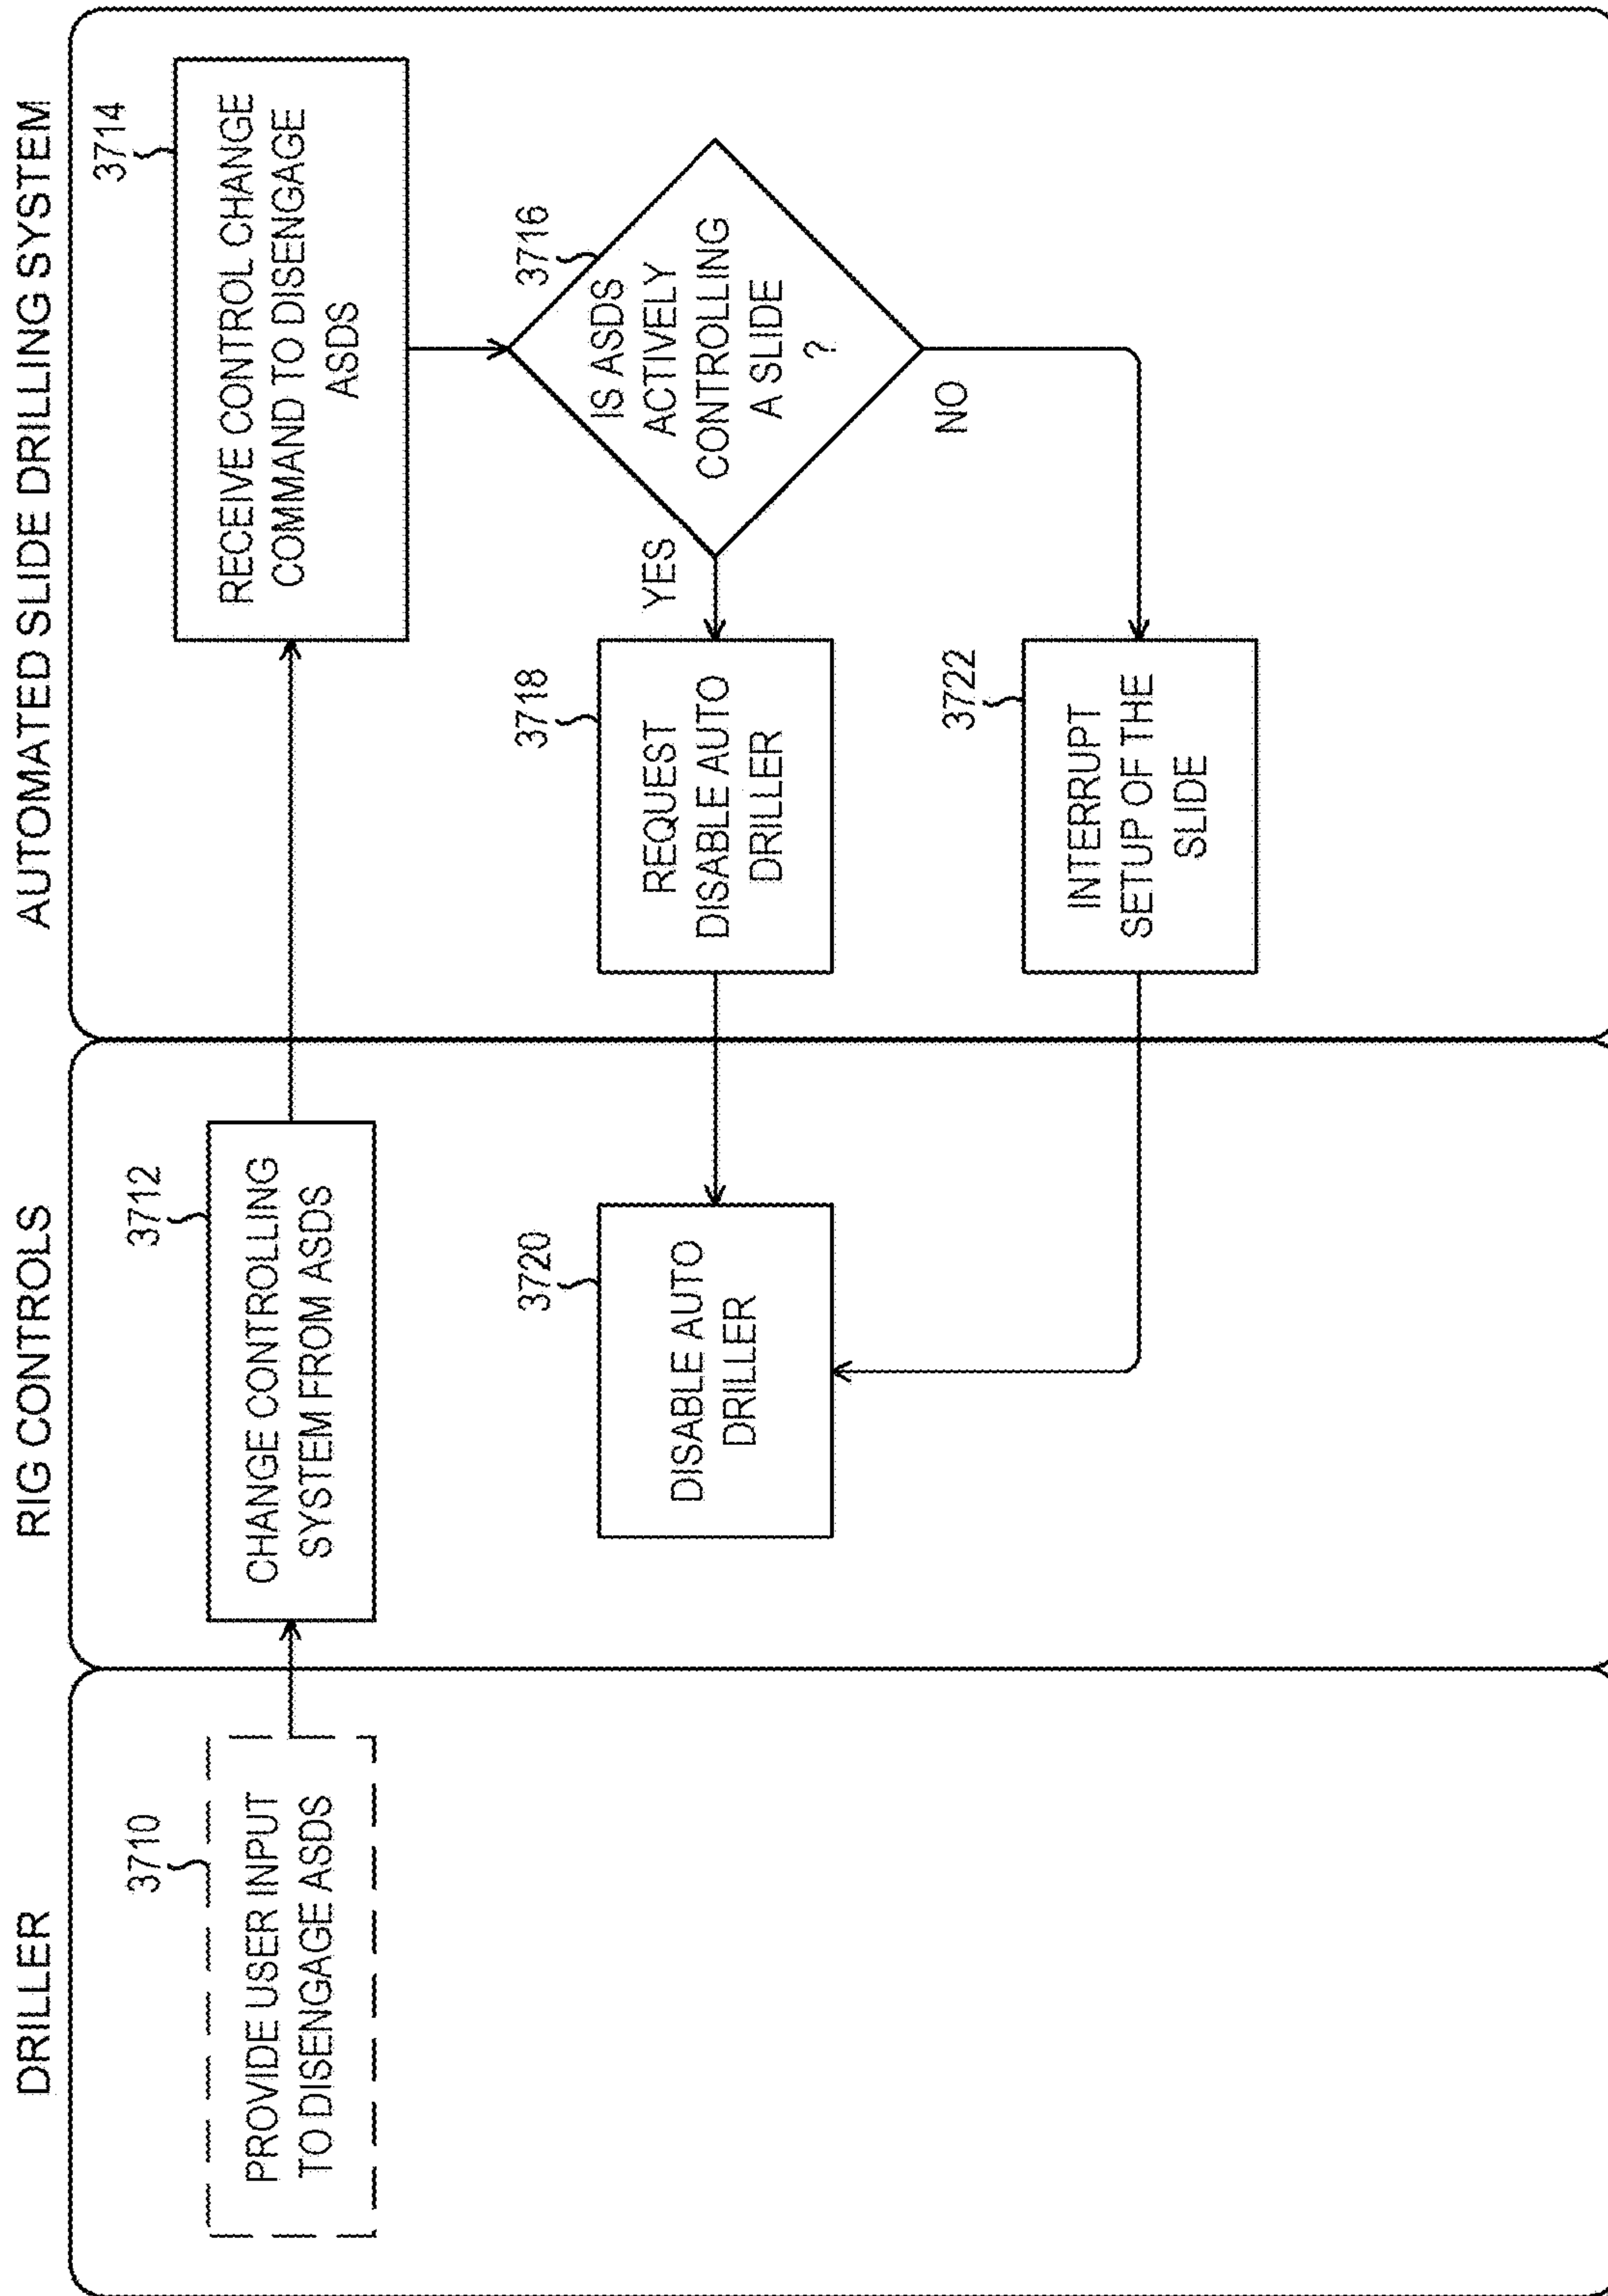 DRILLER
RIG CONTROLS
AUTOMATED SLIDE DRILLING SYSTEM
3710
PROVIDE USER INPUT
TO DISENGAGE ASDS
3712
CHANGE CONTROLLING
SYSTEM FROM ASDS
3714
RECEIVE CONTROL CHANGE
COMMAND TO DISENGAGE
ASDS
3716
IS ASDS
ACTIVELY
CONTROLLING
A SLIDE
?
YES
NO
3718
REQUEST
DISABLE AUTO
DRILLER
3720
DISABLE AUTO
DRILLER
3722
INTERRUPT
SETUP OF THE
SLIDE